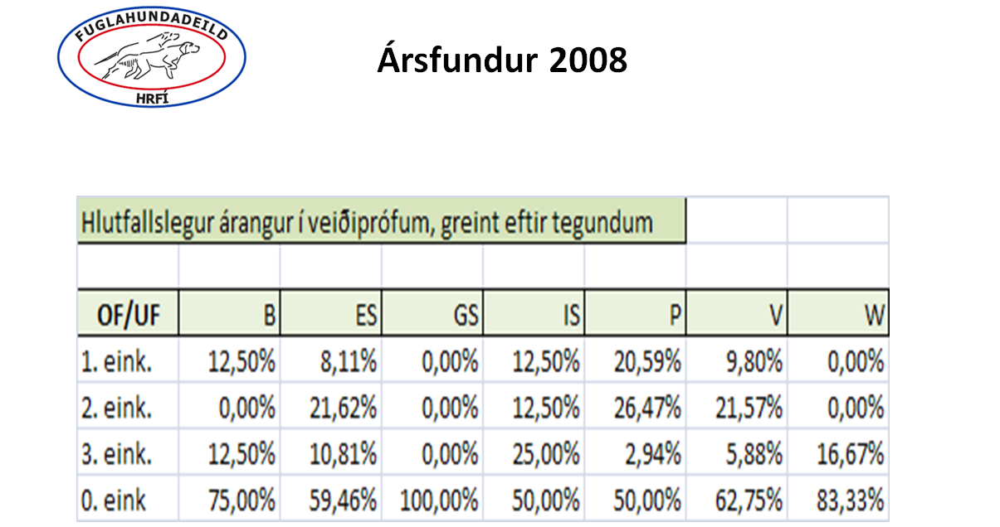 FUGLAHUNDADEILD
HRFÍ
Ársfundur 2008
Hlutfallslegur árangur í veiðiprófum, greint eftir tegundum
OF/UF B ES GS IS P V W
1. eink. 12,50% 8,11% 0,00% 12,50% 20,59% 9,80% 0,00%
2. eink. 0,00% 21,62% 0,00% 12,50% 26,47% 21,57% 0,00%
3. eink. 12,50% 10,81% 0,00% 25,00% 2,94% 5,88% 16,67%
0. eink 75,00% 59,46% 100,00% 50,00% 50,00% 62,75% 83,33%